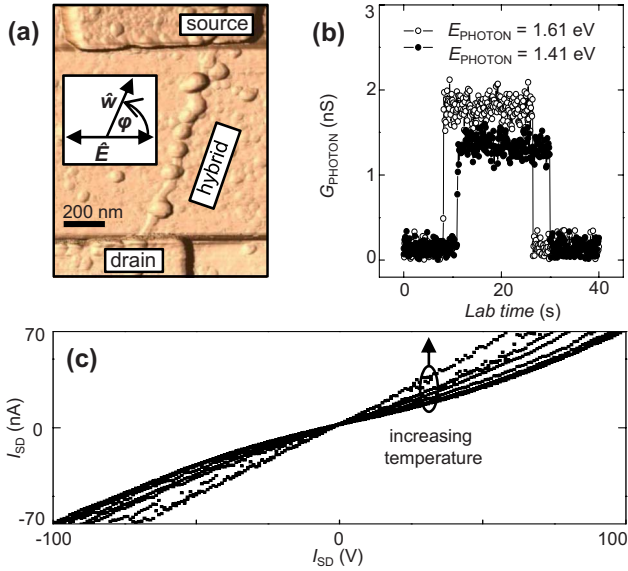 (a)
source
ŵ
φ
Ê
hybrid
200 nm
drain
(b)
E_PHOTON = 1.61 eV
E_PHOTON = 1.41 eV
3
2
1
0
G_PHOTON (nS)
0 20 40
Lab time (s)
(c)
70
0
-70
I_SD (nA)
increasing
temperature
-100 0 100
I_SD (V)